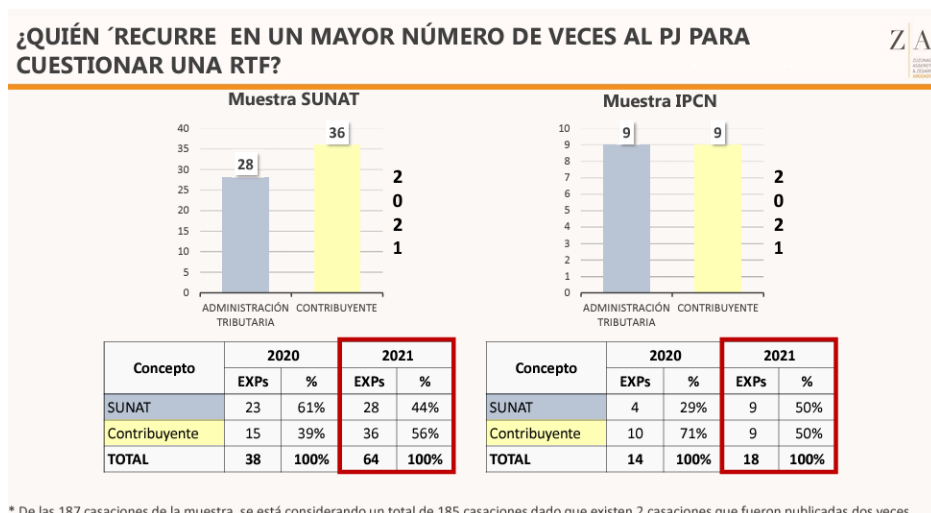 ¿QUIÉN ´RECURRE EN UN MAYOR NÚMERO DE VECES AL PJ PARA
CUESTIONAR UNA RTF?
Z A
Muestra SUNAT
40
35
30
25
20
15
10
5
0
28
36
2
0
2
1
ADMINISTRACIÓN
TRIBUTARIA
CONTRIBUYENTE
Muestra IPCN
10
9
8
7
6
5
4
3
2
1
0
9
9
2
0
2
1
ADMINISTRACIÓN
TRIBUTARIA
CONTRIBUYENTE
Concepto 2020 2021
EXPs % EXPs %
SUNAT 23 61% 28 44%
Contribuyente 15 39% 36 56%
TOTAL 38 100% 64 100%
Concepto 2020 2021
EXPs % EXPs %
SUNAT 4 29% 9 50%
Contribuyente 10 71% 9 50%
TOTAL 14 100% 18 100%
* De las 187 casaciones de la muestra, se está considerando un total de 185 casaciones dado que existen 2 casaciones que fueron publicadas dos veces